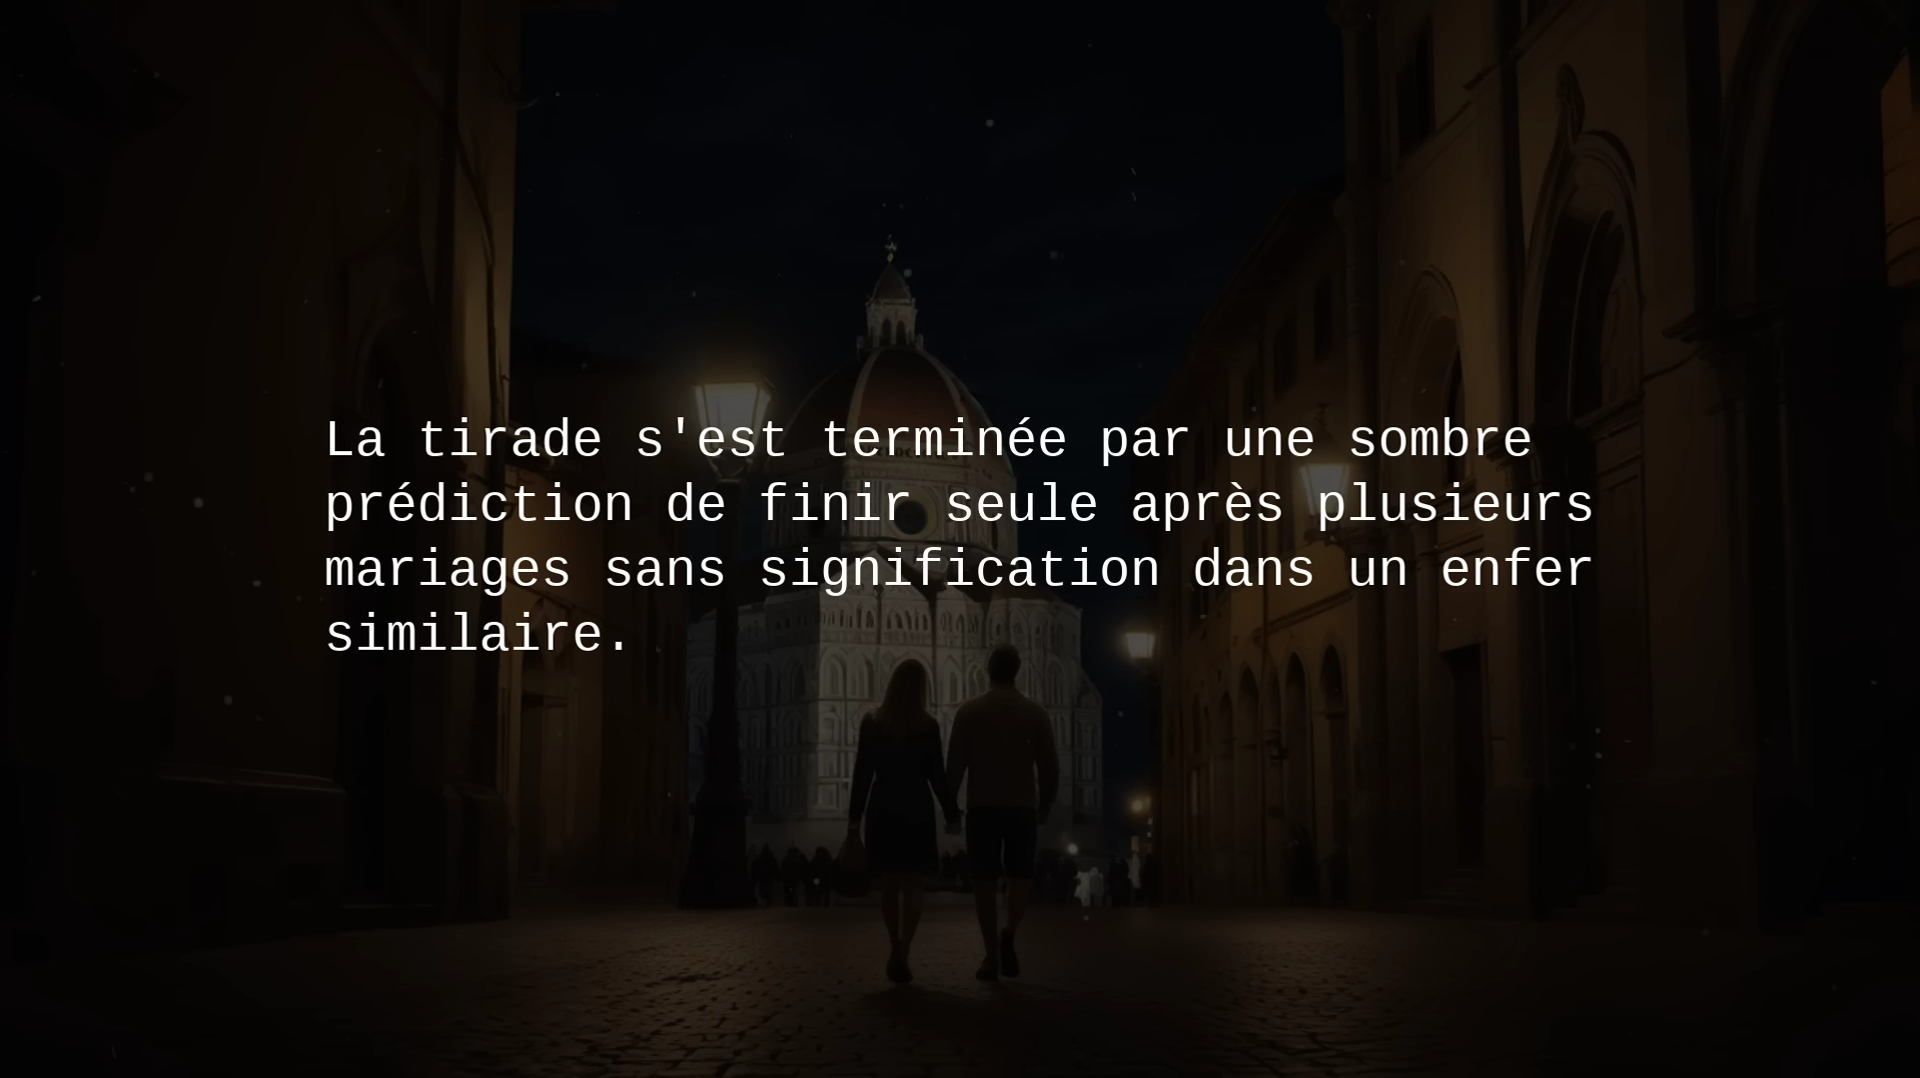 La tirade s'est terminée par une sombre
prédiction de finir seule après plusieurs
mariages sans signification dans un enfer
similaire.